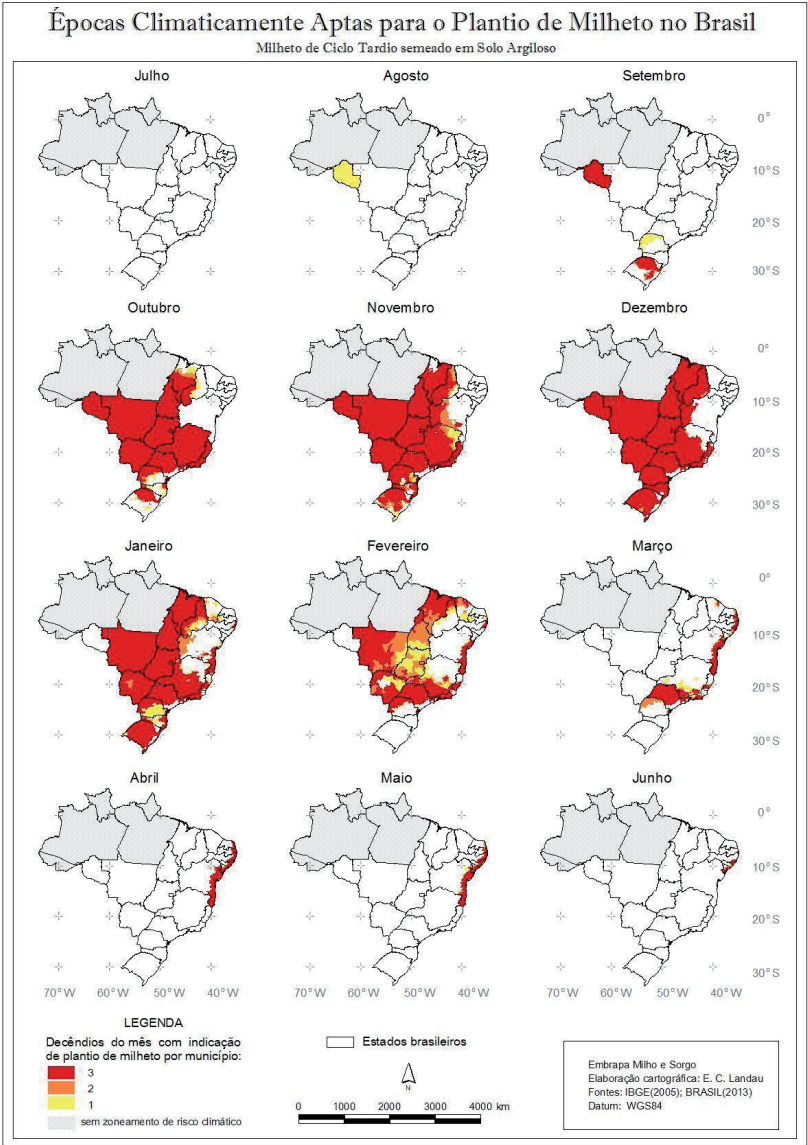 Épocas Climaticamente Aptas para o Plantio de Milheto no Brasil
Milheto de Ciclo Tardio semeado em Solo Argiloso
Julho
Agosto
Setembro
0°
10°S
20°S
30°S
Outubro
Novembro
Dezembro
0°
10°S
20°S
30°S
Janeiro
Fevereiro
Março
0°
10°S
20°S
30°S
Abril
Maio
Junho
0°
10°S
20°S
30°S
70°W 50°W 40°W 60°W 50°W 40°W 60°W 50°W 40°W
LEGENDA
Decêndios do mês com indicação
de plantio de milheto por município:
3
2
1
sem zoneamento de risco climático
Estados brasileiros
N
0 1000 2000 3000 4000 km
Embrapa Milho e Sorgo
Elaboração cartográfica: E. C. Landau
Fontes: IBGE(2005); BRASIL(2013)
Datum: WGS84